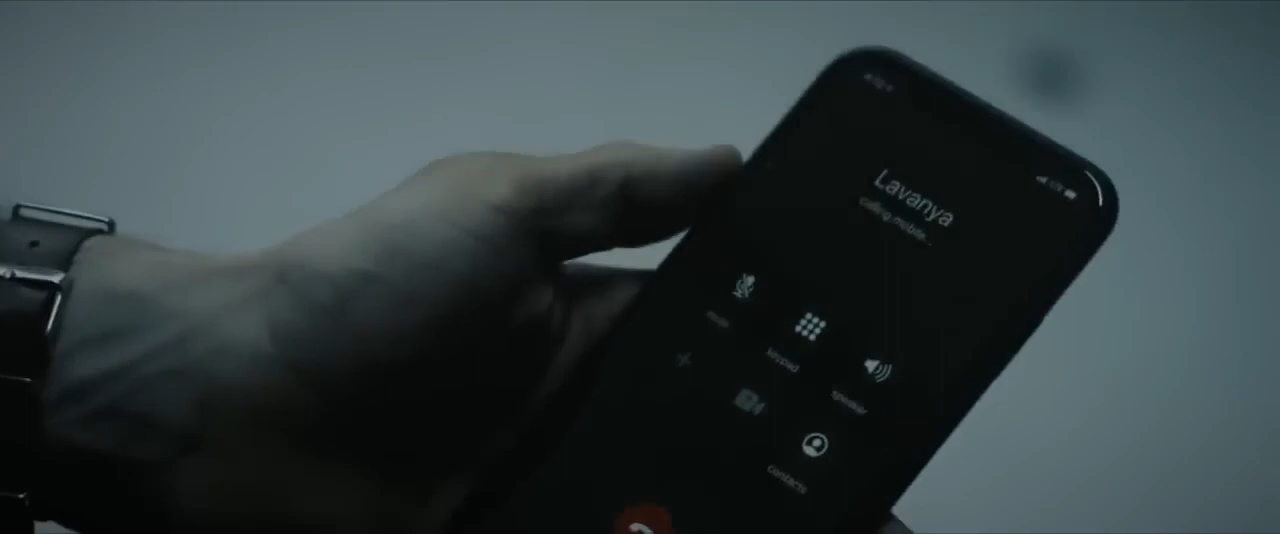 Lavanya
calling mobile...
keypad
speaker
contacts